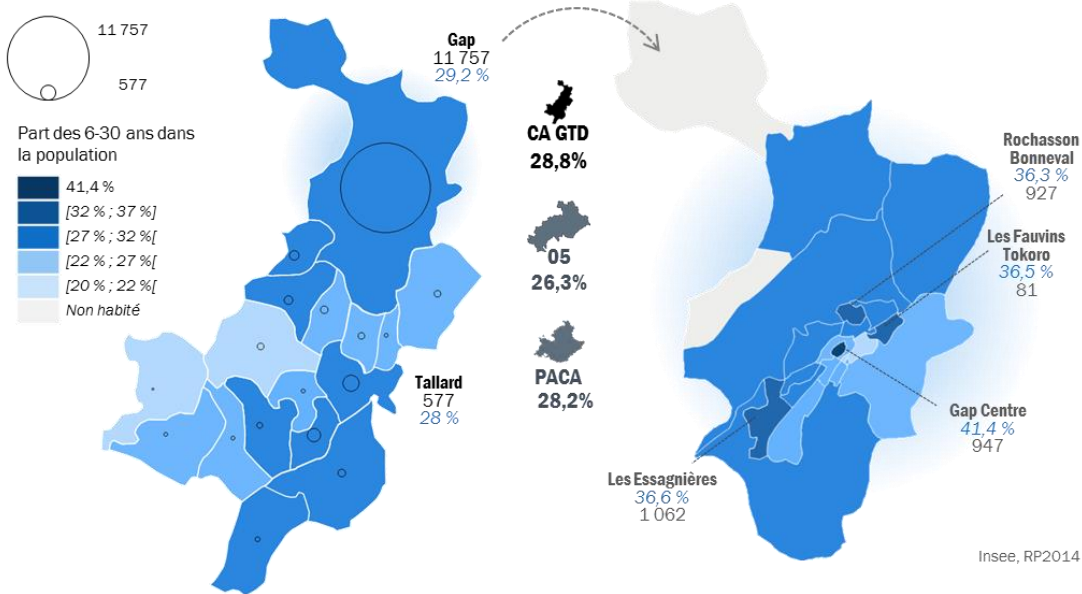 11 757
577
Part des 6-30 ans dans
la population
41,4 %
[32 % ; 37 %]
[27 % ; 32 %[
[22 % ; 27 %[
[20 % ; 22 %[
Non habité
Gap
11 757
29,2 %
Tallard
577
28 %
CA GTD
28,8%
05
26,3%
PACA
28,2%
Rochasson
Bonneval
36,3 %
927
Les Fauvins
Tokoro
36,5 %
81
Gap Centre
41,4 %
947
Les Essagnières
36,6 %
1 062
Insee, RP2014